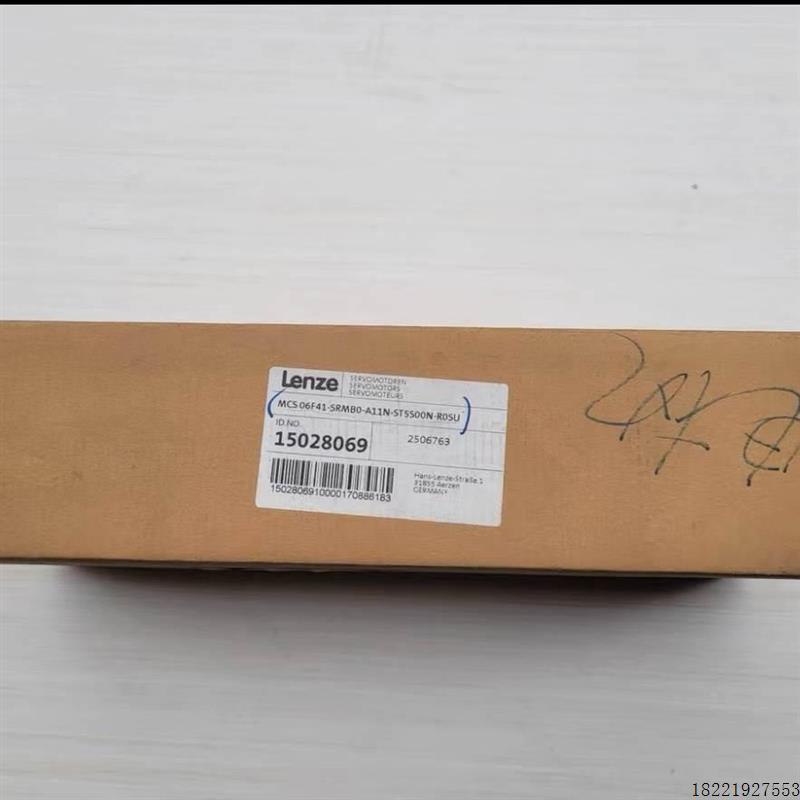 Lenze
SERVOMOTOREN
SERVOMOTORS
SERVOMOTEURS
MCS 06F41-SRMB0-A11N-ST5S00N-R0SU
ID.NO.
15028069
2506763
1502806910000170886183
Hans-Lenze-Straße 1
31855 Aerzen
GERMANY
18221927553